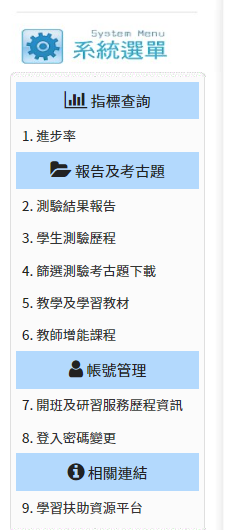 System Menu
系統選單
指標查詢
1. 進步率
報告及考古題
2. 測驗結果報告
3. 學生測驗歷程
4. 篩選測驗考古題下載
5. 教學及學習教材
6. 教師增能課程
帳號管理
7. 開班及研習服務歷程資訊
8. 登入密碼變更
相關連結
9. 學習扶助資源平台